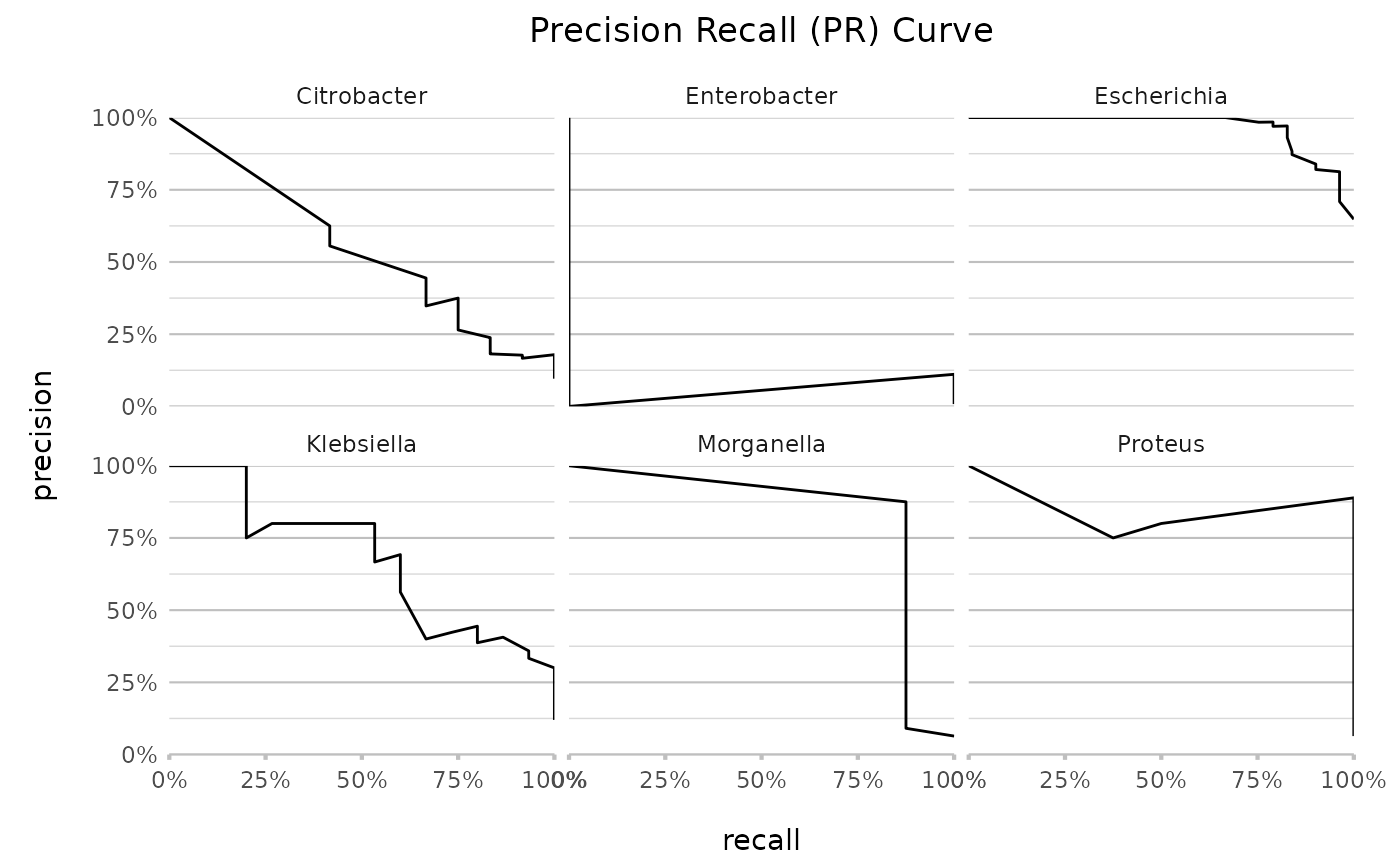 Precision Recall (PR) Curve
Citrobacter Enterobacter Escherichia
100%
75%
50%
25%
0%
precision
Klebsiella Morganella Proteus
100%
75%
50%
25%
0%
0% 25% 50% 75% 100% 0% 25% 50% 75% 100% 0% 25% 50% 75% 100%
recall